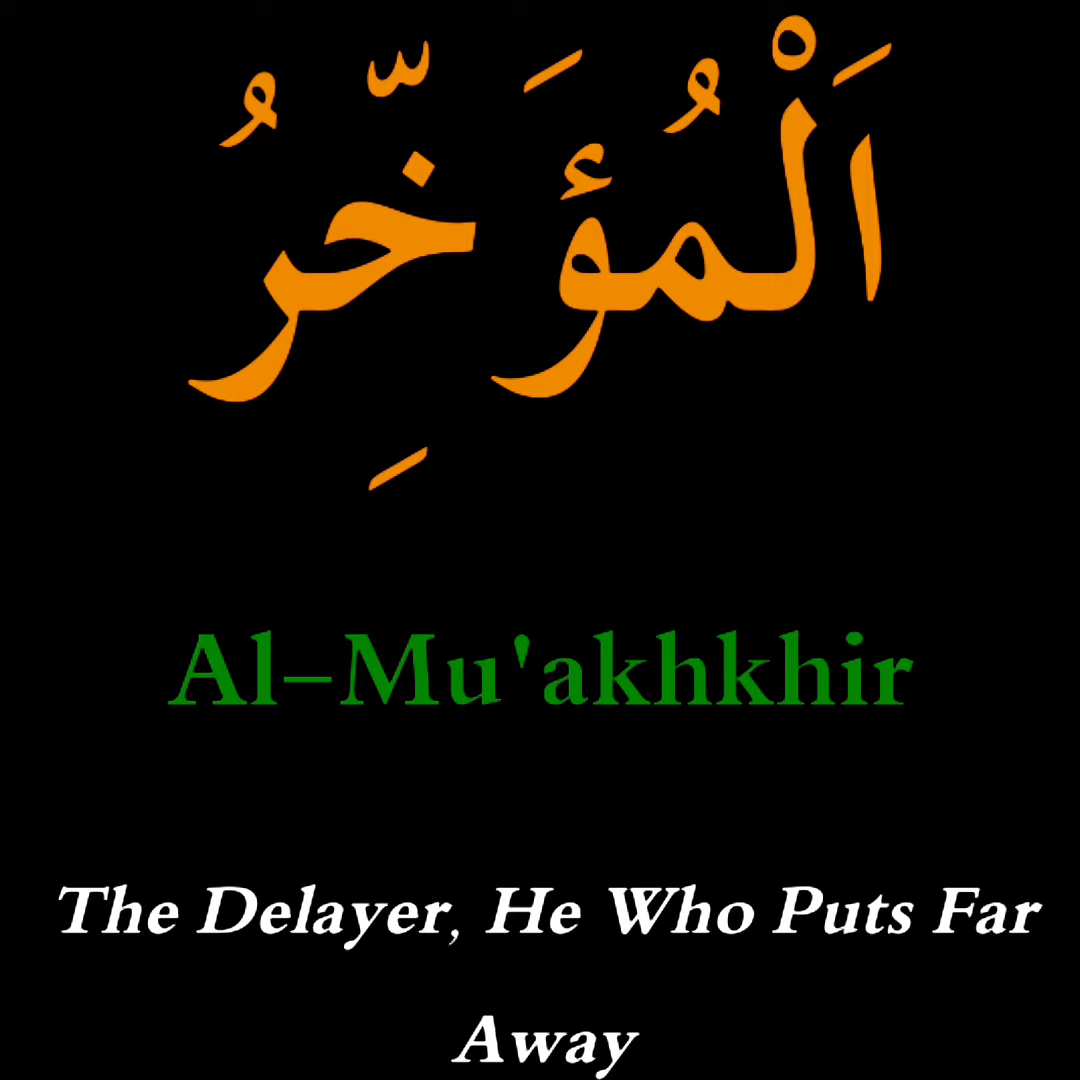 اَلْمُؤَخِّرُ
Al-Mu'akhkhir
The Delayer, He Who Puts Far
Away